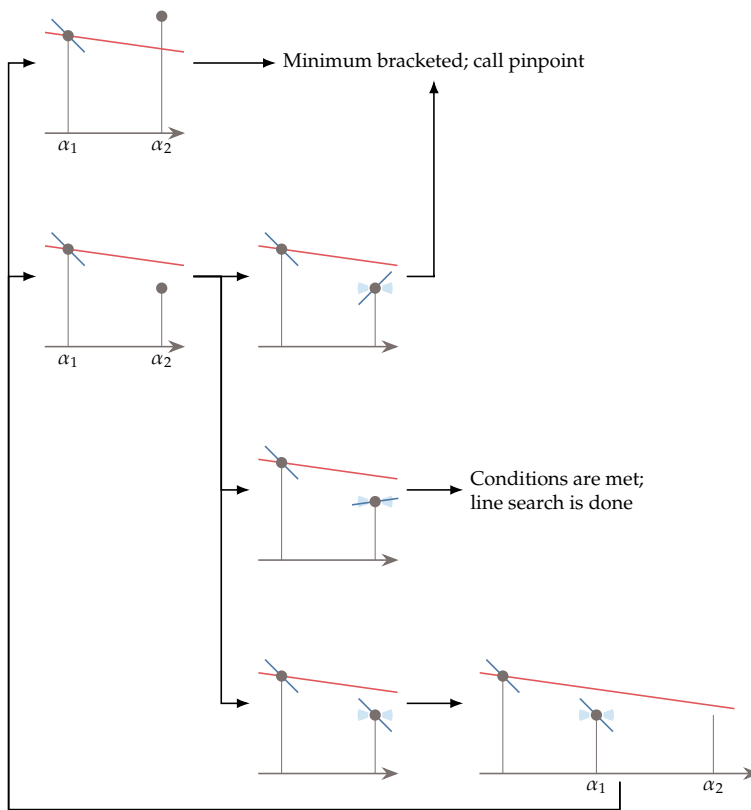 Minimum bracketed; call pinpoint
α₁ α₂
α₁ α₂
Conditions are met;
line search is done
α₁ α₂